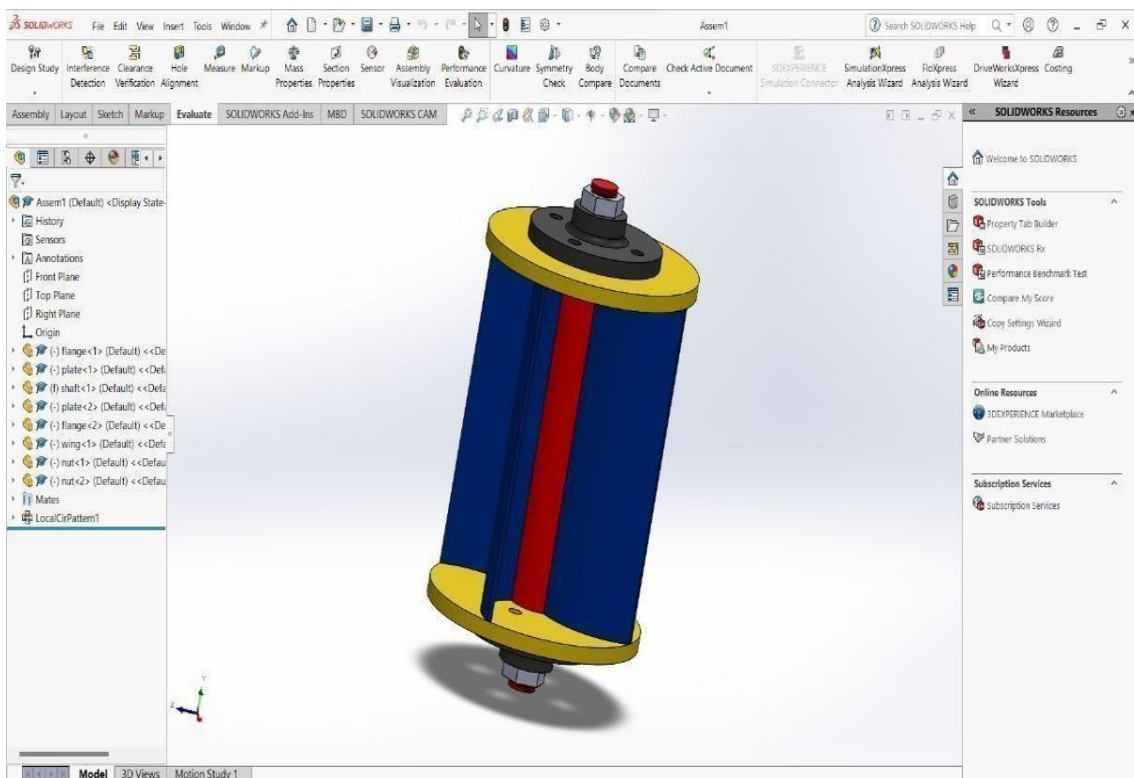 SOLIDWORKS File Edit View Insert Tools Window Assem1 Search SOLIDWORKS Help
Design Study Interference Detection Clearance Verification Hole Alignment Measure Markup Mass Properties Section Properties Sensor Assembly Visualization Performance Evaluation Curvature Symmetry Check Body Compare Compare Documents Check Active Document 3DEXPERIENCE Simulation Connector SimulationXpress Analysis Wizard FloXpress Analysis Wizard DriveWorksXpress Wizard Costing
Assembly Layout Sketch Markup Evaluate SOLIDWORKS Add-Ins MBD SOLIDWORKS CAM
Assem1 (Default) <Display State-
History
Sensors
Annotations
Front Plane
Top Plane
Right Plane
Origin
(-) flange<1> (Default) <<De
(-) plate<1> (Default) <<Def
(f) shaft<1> (Default) <<Defa
(-) plate<2> (Default) <<Def
(-) flange<2> (Default) <<De
(-) wing<1> (Default) <<Defa
(-) nut<1> (Default) <<Defau
(-) nut<2> (Default) <<Defau
Mates
LocalCirPattern1
Y
Z
Model 3D Views Motion Study 1
SOLIDWORKS Resources
Welcome to SOLIDWORKS
SOLIDWORKS Tools
Property Tab Builder
SOLIDWORKS Rx
Performance Benchmark Test
Compare My Score
Copy Settings Wizard
My Products
Online Resources
3DEXPERIENCE Marketplace
Partner Solutions
Subscription Services
Subscription Services